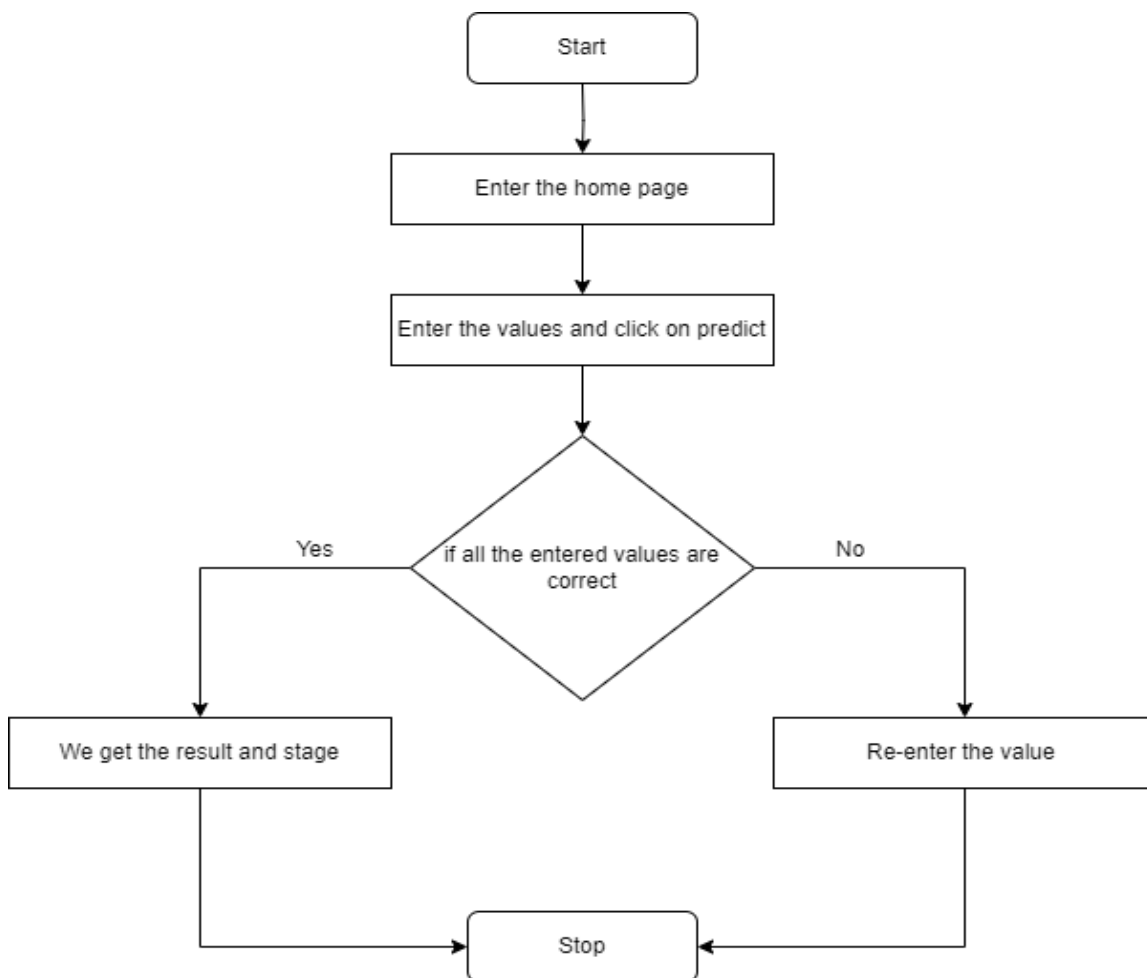 Start
Enter the home page
Enter the values and click on predict
Yes
if all the entered values are
correct
No
We get the result and stage
Re-enter the value
Stop